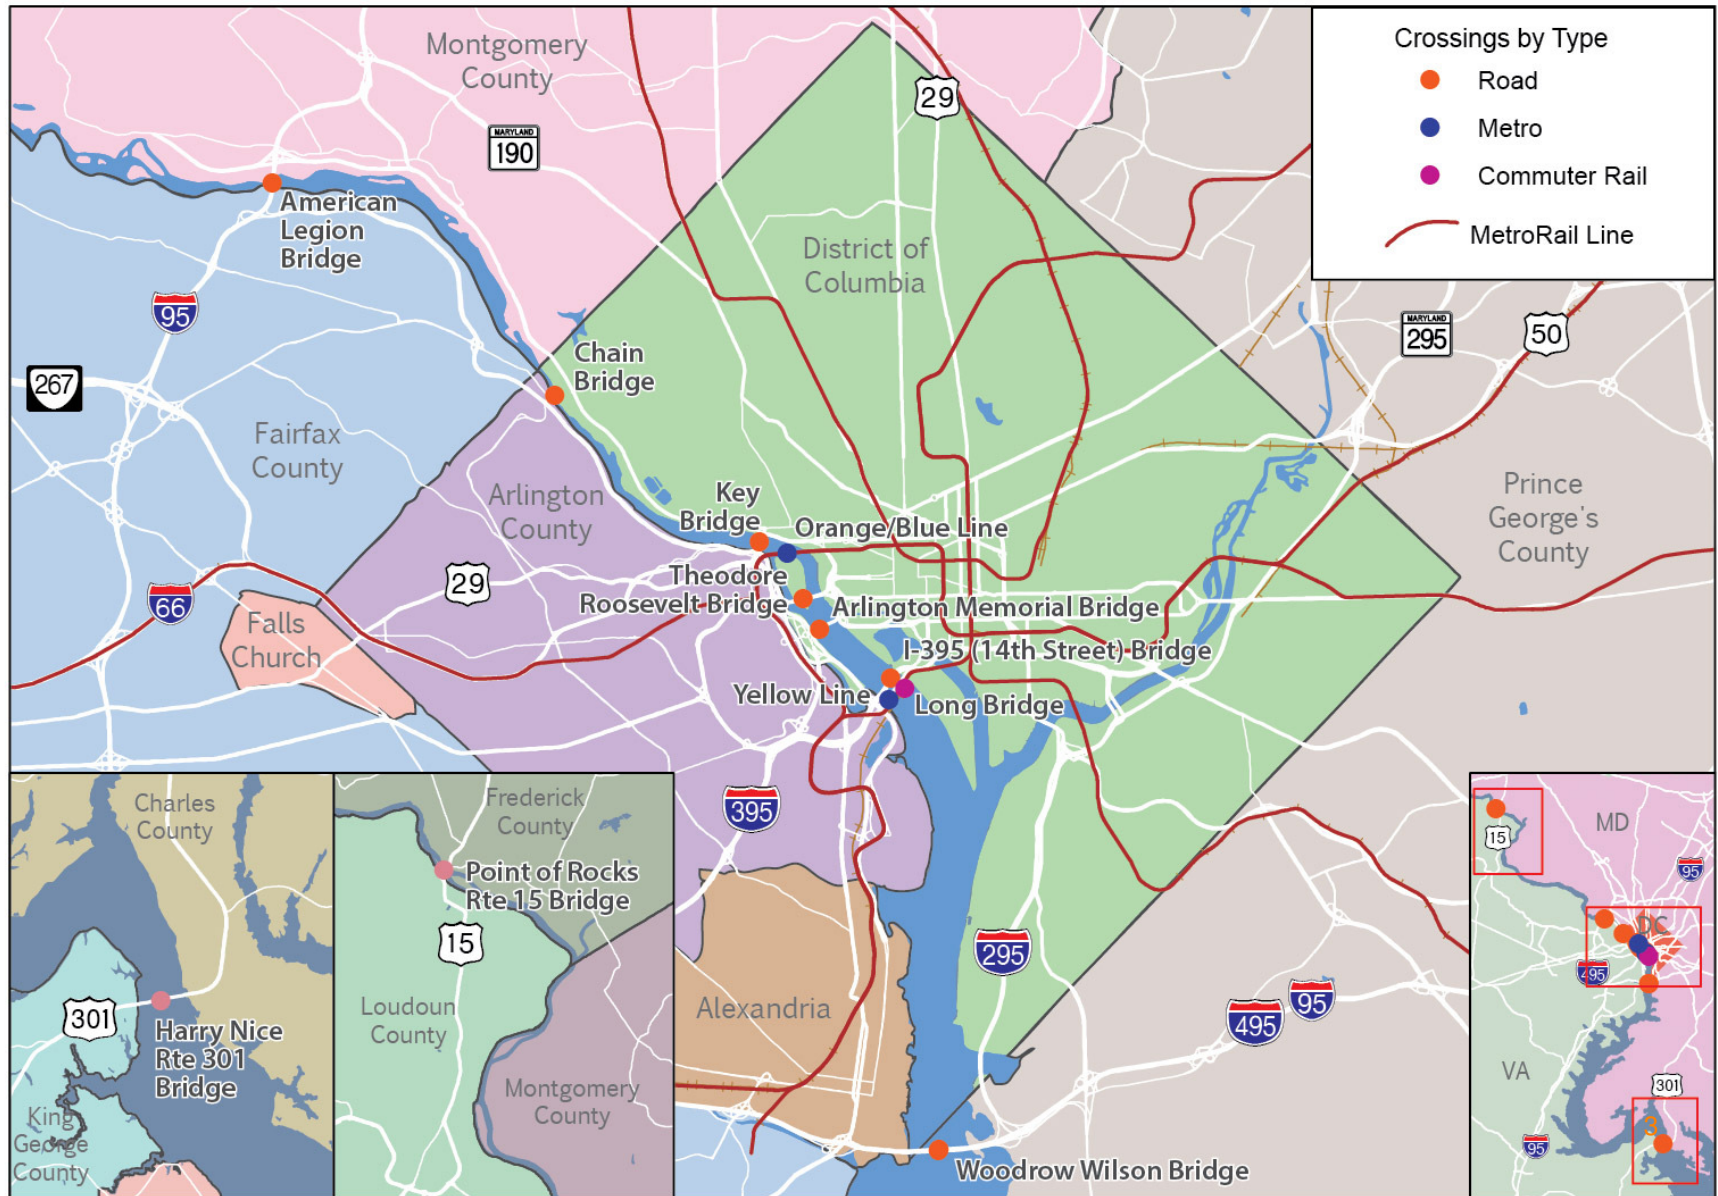 Montgomery
County
MARYLAND
190
29
Crossings by Type
Road
Metro
Commuter Rail
MetroRail Line
American
Legion
Bridge
District of
Columbia
95
267
Chain
Bridge
MARYLAND
295
50
Fairfax
County
Arlington
County
Key
Bridge
Orange/Blue Line
Prince
George's
County
29
66
Theodore
Roosevelt Bridge
Arlington Memorial Bridge
Falls
Church
I-395 (14th Street) Bridge
Yellow Line
Long Bridge
395
295
Alexandria
495
95
Woodrow Wilson Bridge
Charles
County
301
Harry Nice
Rte 301
Bridge
King
George
County
Frederick
County
Point of Rocks
Rte 15 Bridge
15
Loudoun
County
Montgomery
County
15
MD
95
DC
495
VA
301
3
95